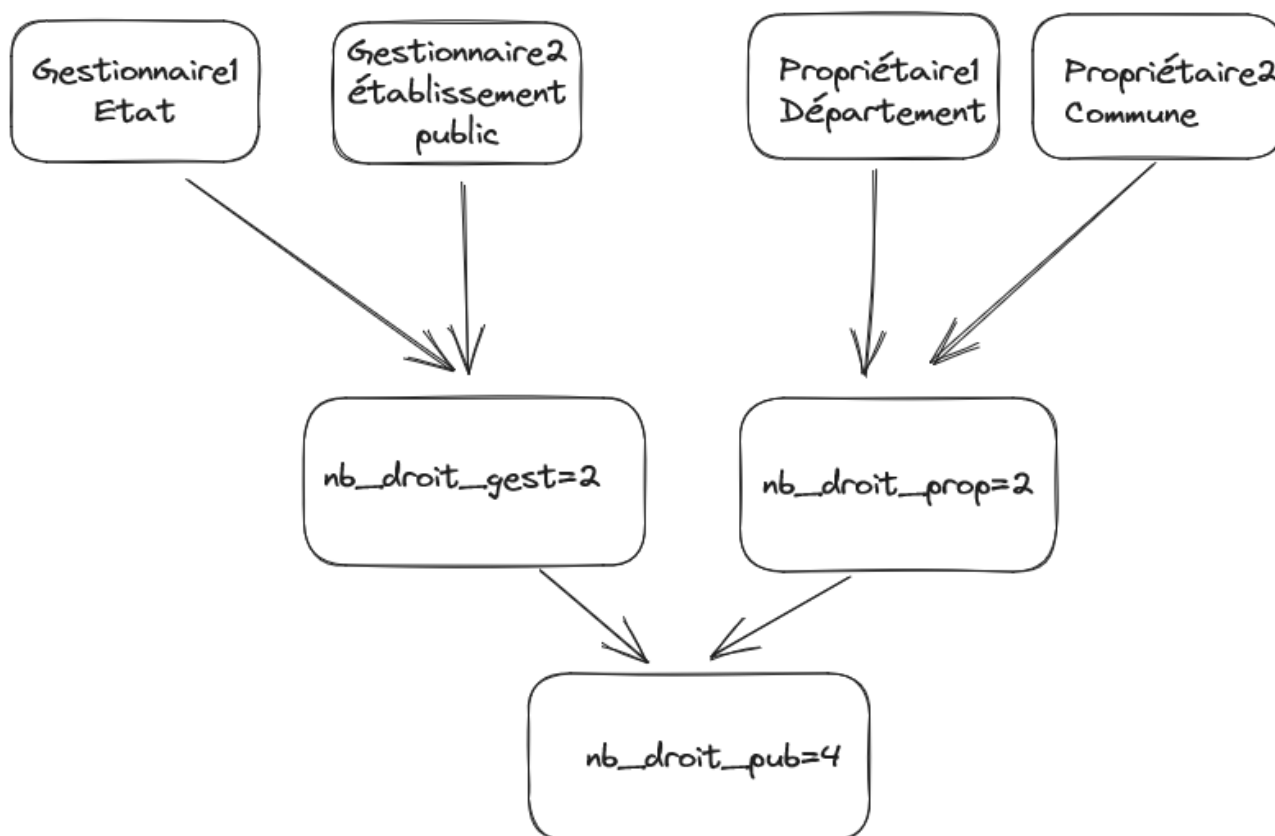 Gestionnaire1
Etat
Gestionnaire2
établissement
public
Propriétaire1
Département
Propriétaire2
Commune
nb_droit_gest=2
nb_droit_prop=2
nb_droit_pub=4